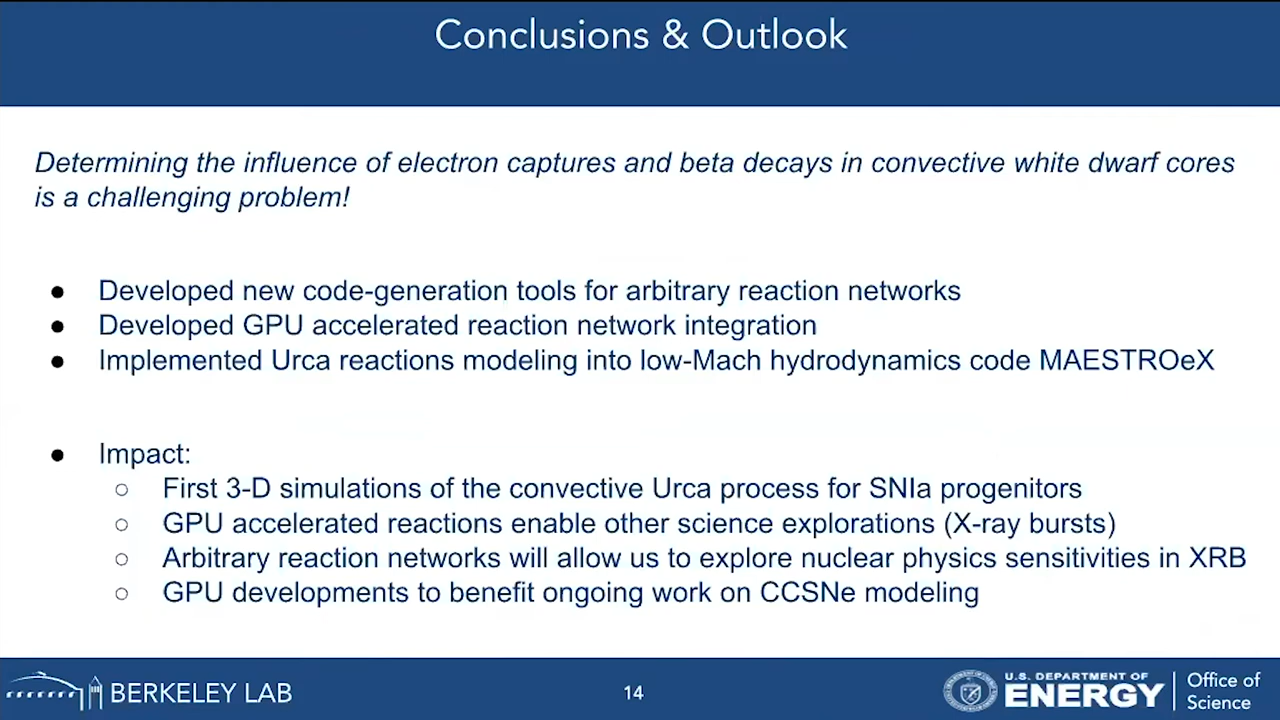 Conclusions & Outlook
Determining the influence of electron captures and beta decays in convective white dwarf cores
is a challenging problem!
● Developed new code-generation tools for arbitrary reaction networks
● Developed GPU accelerated reaction network integration
● Implemented Urca reactions modeling into low-Mach hydrodynamics code MAESTROeX
● Impact:
○ First 3-D simulations of the convective Urca process for SNIa progenitors
○ GPU accelerated reactions enable other science explorations (X-ray bursts)
○ Arbitrary reaction networks will allow us to explore nuclear physics sensitivities in XRB
○ GPU developments to benefit ongoing work on CCSNe modeling
BERKELEY LAB
14
U.S. DEPARTMENT OF
ENERGY
Office of
Science